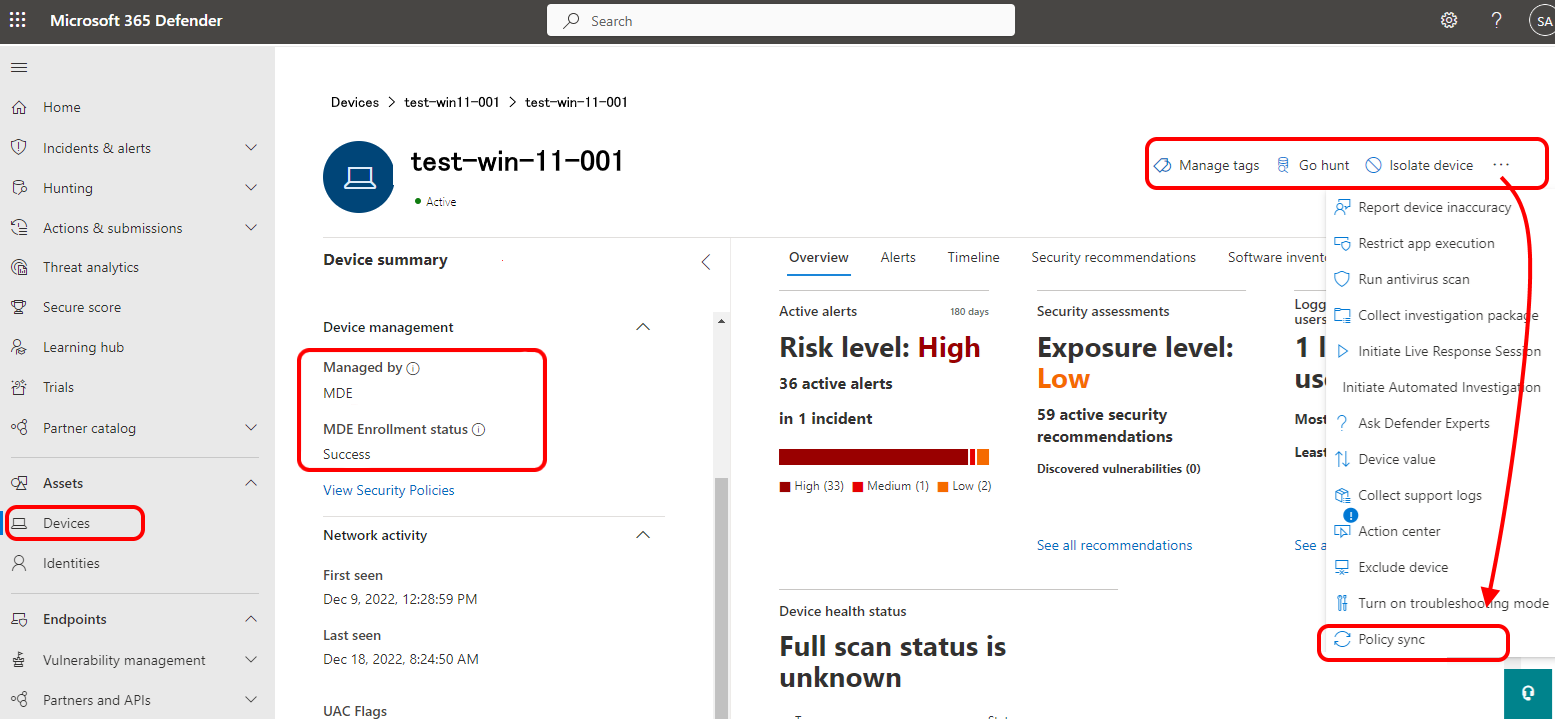 Microsoft 365 Defender
Search
SA
Home
Incidents & alerts
Hunting
Actions & submissions
Threat analytics
Secure score
Learning hub
Trials
Partner catalog
Assets
Devices
Identities
Endpoints
Vulnerability management
Partners and APIs
Devices > test-win11-001 > test-win-11-001
test-win-11-001
Active
Manage tags
Go hunt
Isolate device
...
Report device inaccuracy
Restrict app execution
Run antivirus scan
Collect investigation package
Initiate Live Response Session
Initiate Automated Investigation
Ask Defender Experts
Device value
Collect support logs
Action center
Exclude device
Turn on troubleshooting mode
Policy sync
Device summary
Device management
Managed by
MDE
MDE Enrollment status
Success
View Security Policies
Network activity
First seen
Dec 9, 2022, 12:28:59 PM
Last seen
Dec 18, 2022, 8:24:50 AM
UAC Flags
Overview
Alerts
Timeline
Security recommendations
Software invento
Active alerts
180 days
Risk level: High
36 active alerts
in 1 incident
High (33)
Medium (1)
Low (2)
Security assessments
Exposure level:
Low
59 active security
recommendations
Discovered vulnerabilities (0)
See all recommendations
Logg
users
1 l
us
Most
Least
See a
Device health status
Full scan status is
unknown